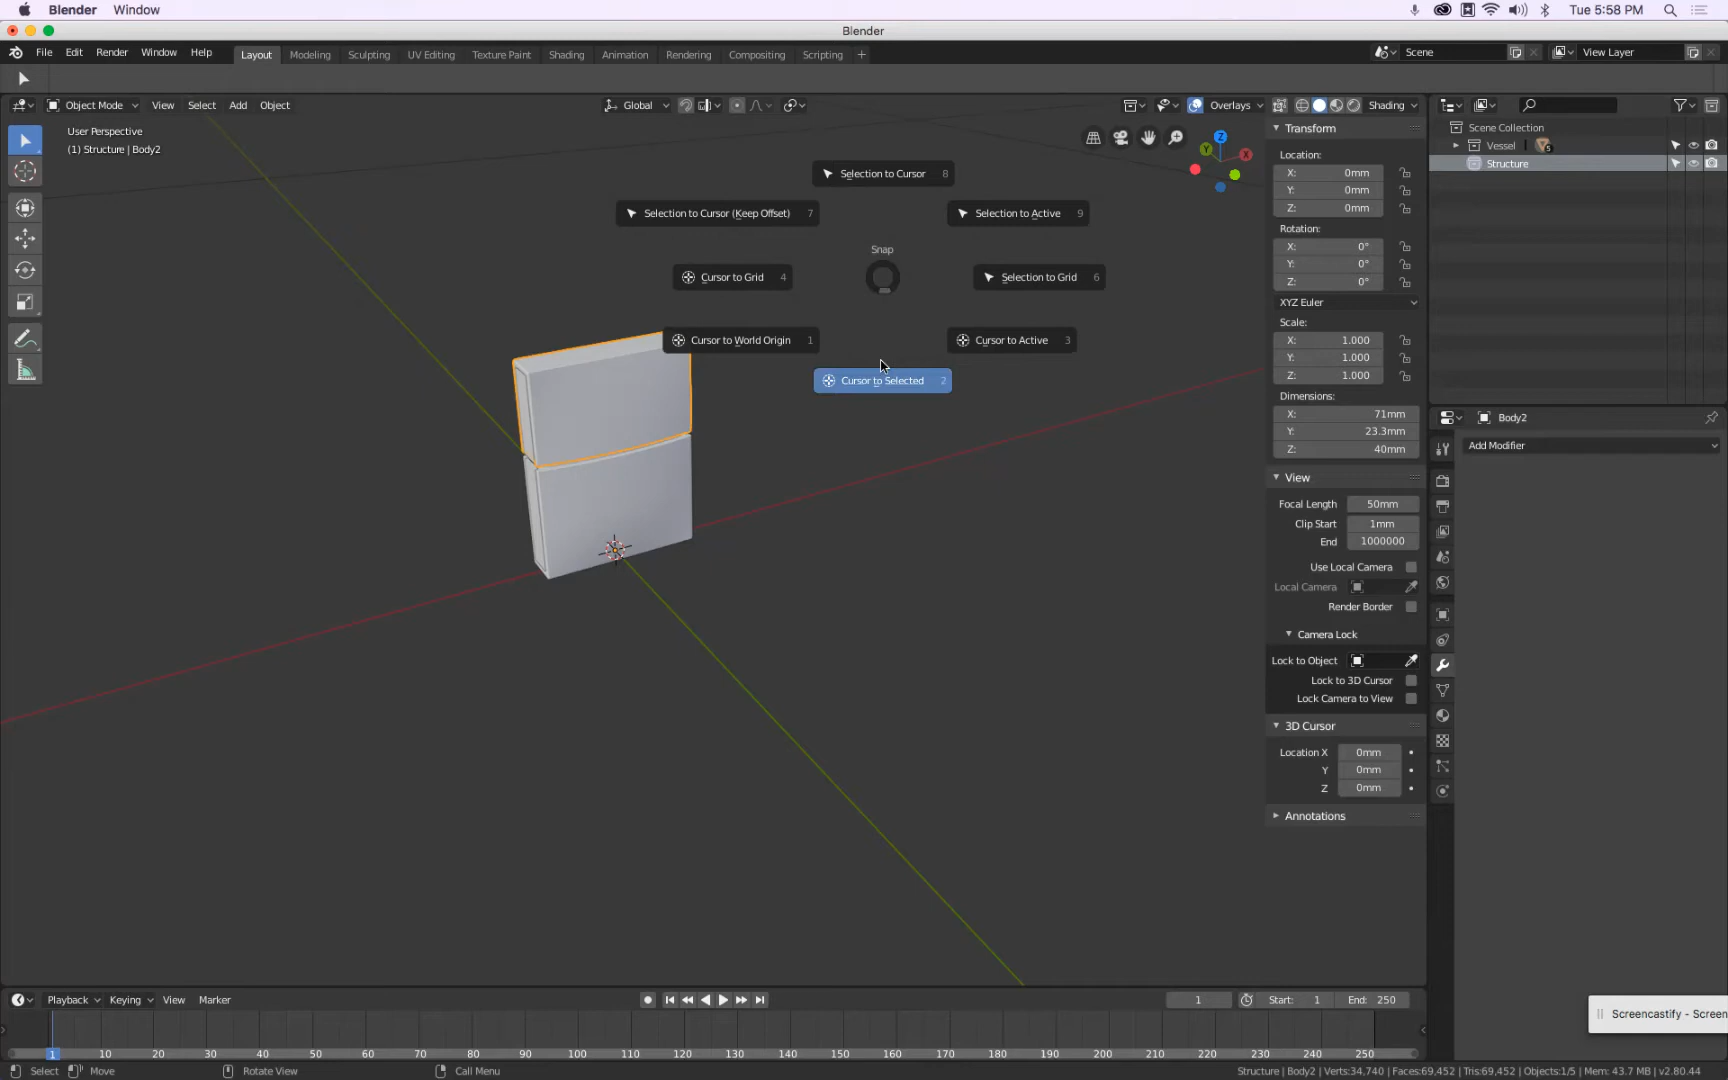 Blender Window Tue 5:58 PM
Blender
File Edit Render Window Help Layout Modeling Sculpting UV Editing Texture Paint Shading Animation Rendering Compositing Scripting + Scene View Layer
Object Mode View Select Add Object Global Overlays Shading
User Perspective
(1) Structure | Body2
Selection to Cursor 8
Selection to Cursor (Keep Offset) 7
Selection to Active 9
Snap
Cursor to Grid 4
Selection to Grid 6
Cursor to World Origin 1
Cursor to Active 3
Cursor to Selected 2
Z
Y
X
Transform
Location:
X: 0mm
Y: 0mm
Z: 0mm
Rotation:
X: 0°
Y: 0°
Z: 0°
XYZ Euler
Scale:
X: 1.000
Y: 1.000
Z: 1.000
Dimensions:
X: 71mm
Y: 23.3mm
Z: 40mm
View
Focal Length 50mm
Clip Start 1mm
End 1000000
Use Local Camera
Local Camera
Render Border
Camera Lock
Lock to Object
Lock to 3D Cursor
Lock Camera to View
3D Cursor
Location X 0mm
Y 0mm
Z 0mm
Annotations
Scene Collection
Vessel 5
Structure
Body2
Add Modifier
Playback Keying View Marker 1 Start: 1 End: 250
1 10 20 30 40 50 60 70 80 90 100 110 120 130 140 150 160 170 180 190 200 210 220 230 240 250
Screencastify - Screen
Select Move Rotate View Call Menu Structure | Body2 | Verts:34,740 | Faces:69,452 | Tris:69,452 | Objects:1/5 | Mem: 43.7 MB | v2.80.44